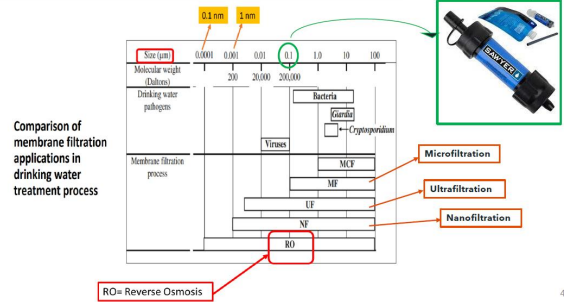 0.1 nm
1 nm
Size (µm)
0.0001
0.001
0.01
0.1
1.0
10
100
Molecular weight
(Daltons)
200
20,000
200,000
Drinking water
pathogens
Bacteria
Giardia
Cryptosporidium
Viruses
Membrane filtration
process
MCF
MF
UF
NF
RO
Comparison of
membrane filtration
applications in
drinking water
treatment process
SAWYER
Microfiltration
Ultrafiltration
Nanofiltration
RO= Reverse Osmosis
4